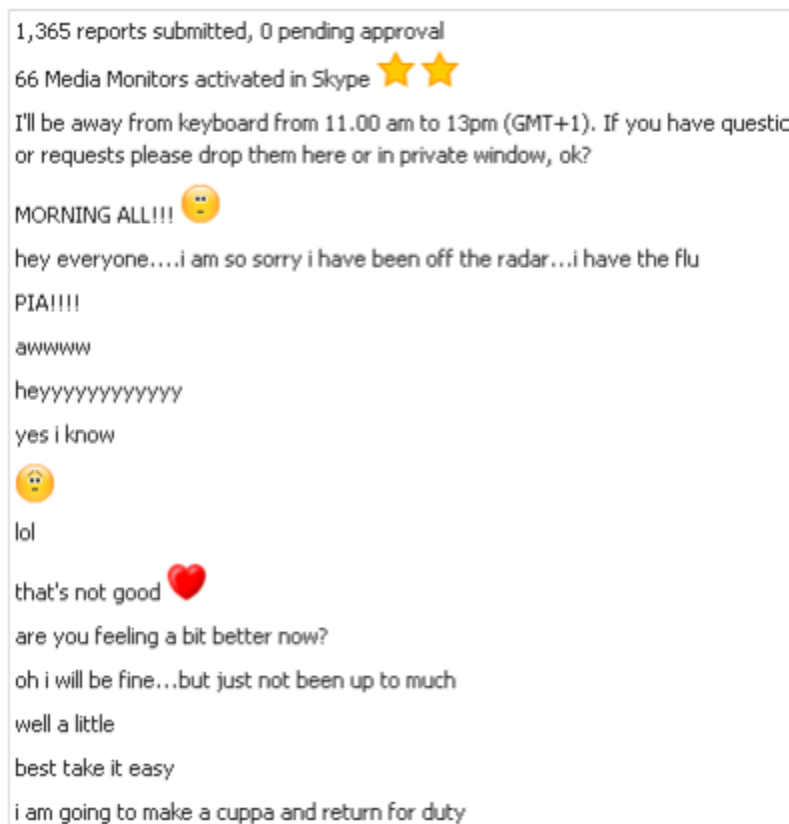 1,365 reports submitted, 0 pending approval
66 Media Monitors activated in Skype
I'll be away from keyboard from 11.00 am to 13pm (GMT+1). If you have
or requests please drop them here or in private window, ok?
MORNING ALL!!!
hey everyone....i am so sorry i have been off the radar...i have the flu
PIA!!!!
awwww
heyyyyyyyyyyyy
yes i know
lol
that's not good
are you feeling a bit better now?
oh i will be fine...but just not been up to much
well a little
best take it easy
i am going to make a cuppa and return for duty